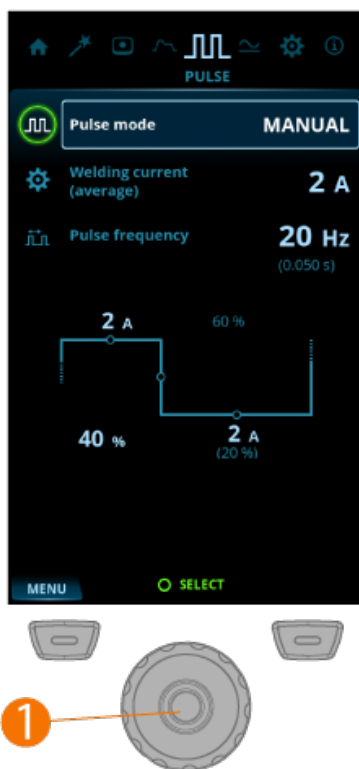 PULSE
Pulse mode MANUAL
Welding current
(average)
2 A
Pulse frequency 20 Hz
(0.050 s)
2 A 60 %
40 % 2 A
(20 %)
MENU SELECT
1